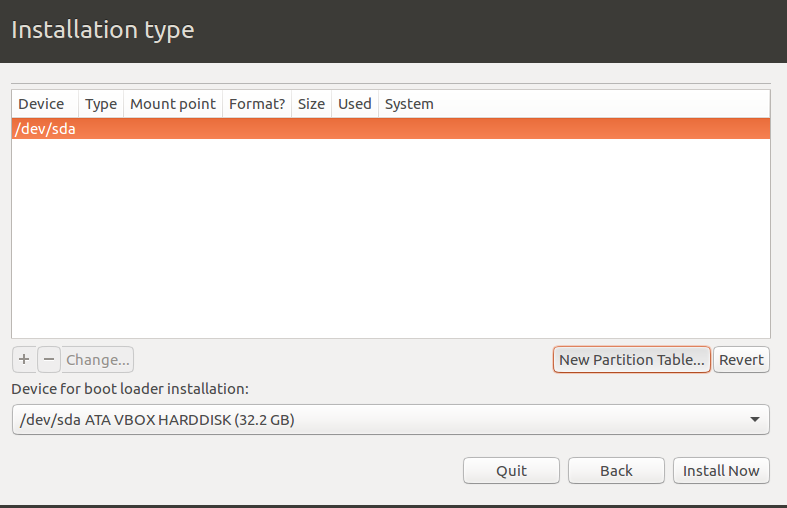 Installation type
Device Type Mount point Format? Size Used System
/dev/sda
+ − Change... New Partition Table... Revert
Device for boot loader installation:
/dev/sda ATA VBOX HARDDISK (32.2 GB)
Quit Back Install Now